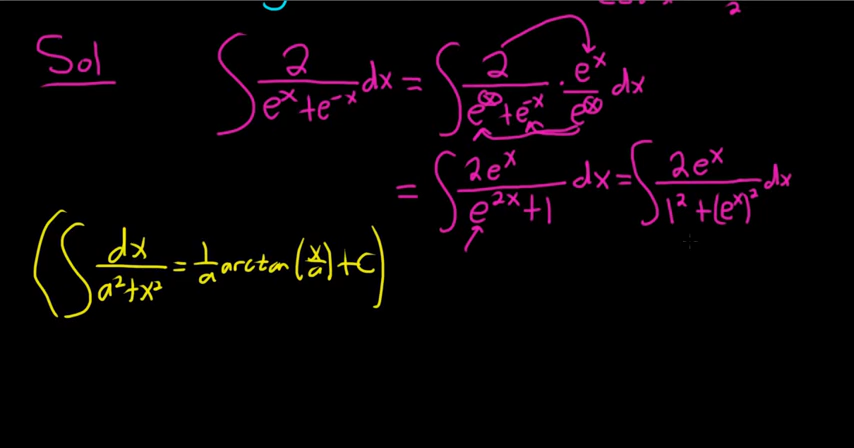 Sol ∫ 2/(e^x + e^-x) dx = ∫ 2/(e^x + e^-x) · e^x/e^x dx
= ∫ 2e^x/(e^2x + 1) dx = ∫ 2e^x/(1^2 + (e^x)^2) dx
(∫ dx/(a^2 + x^2) = 1/a arctan(x/a) + C)